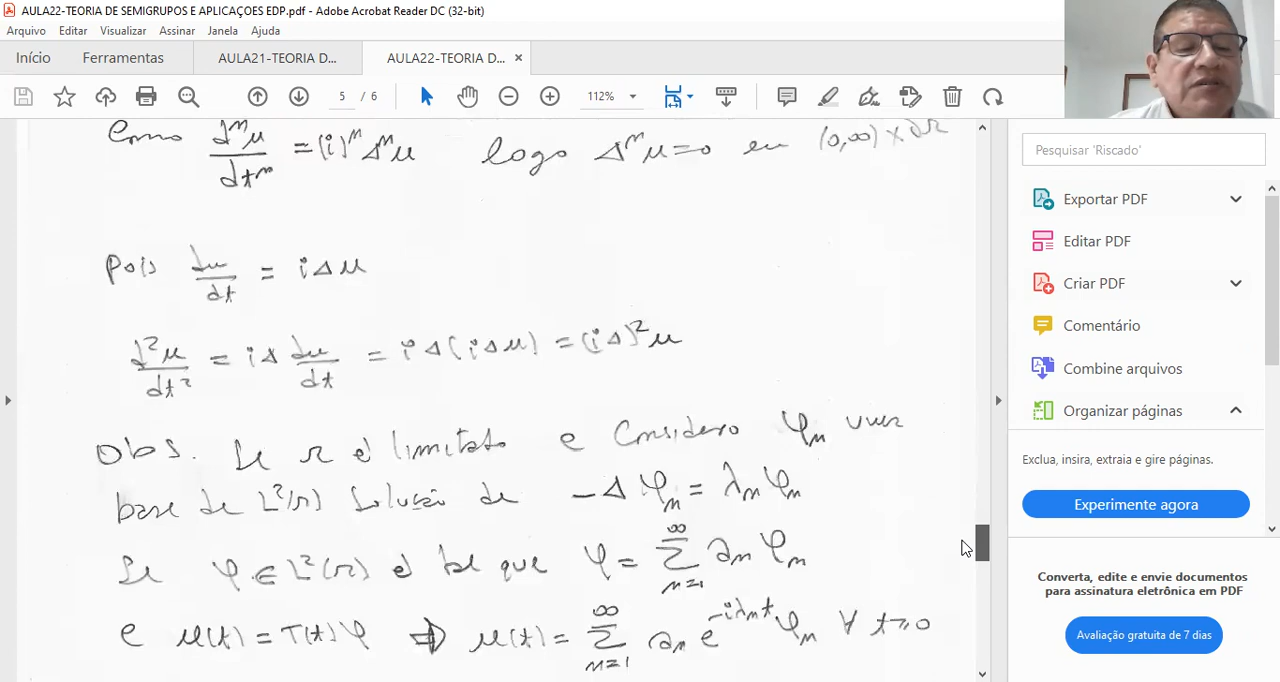 AULA22-TEORIA DE SEMIGRUPOS E APLICAÇOES EDP.pdf - Adobe Acrobat Reader DC (32-bit)
Arquivo Editar Visualizar Assinar Janela Ajuda
Início Ferramentas AULA21-TEORIA D... AULA22-TEORIA D... ×
5 / 6 112%
Como d^m u / dt^m = (i)^m Δ^m u logo Δ^m u = 0 en (0,∞) × ∂Ω
Pois du/dt = iΔu
d²u/dt² = iΔ du/dt = iΔ(iΔu) = (iΔ)² u
Obs. Se Ω é limitado e Considero φ_n uma
base de L²(Ω) Solução de -Δφ_n = λ_n φ_n
Se φ ∈ L²(Ω) é tal que φ = ∑_{n=1}^∞ a_n φ_n
e u(t) = T(t)φ ⇒ u(t) = ∑_{n=1}^∞ a_n e^{-iλ_n t} φ_n ∀ t≥0
Pesquisar 'Riscado'
Exportar PDF
Editar PDF
Criar PDF
Comentário
Combine arquivos
Organizar páginas
Exclua, insira, extraia e gire páginas.
Experimente agora
Converta, edite e envie documentos
para assinatura eletrônica em PDF
Avaliação gratuita de 7 dias